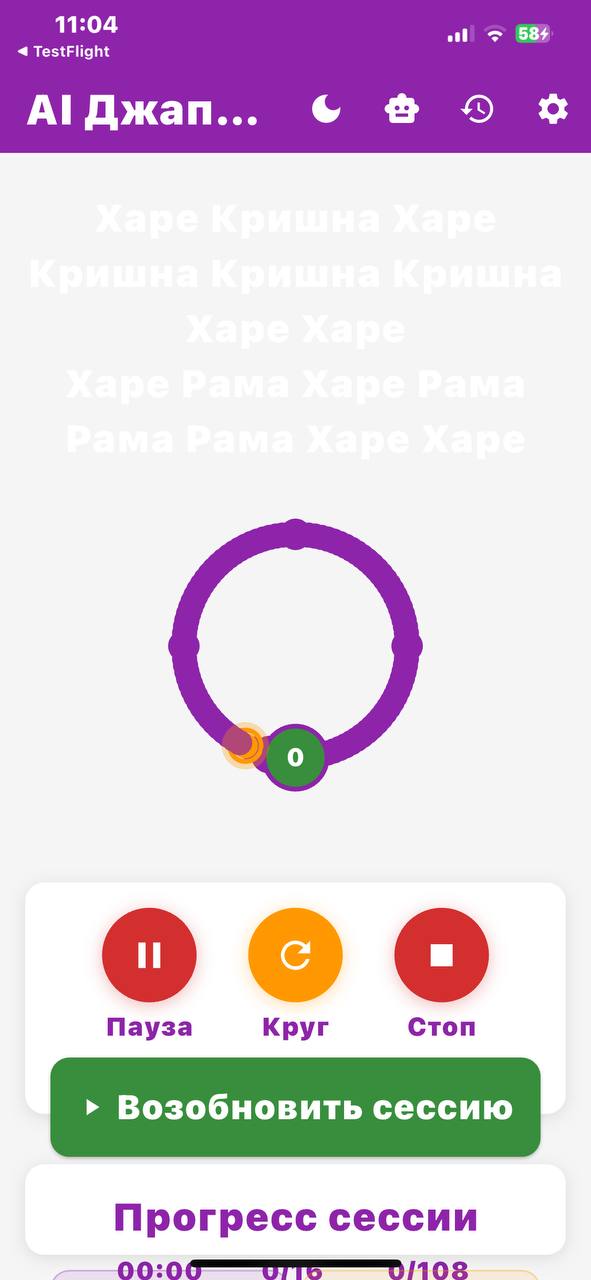 11:04
58
◀ TestFlight
AI Джап...
Харе Кришна Харе
Кришна Кришна Кришна
Харе Харе
Харе Рама Харе Рама
Рама Рама Харе Харе
0
Пауза Круг Стоп
Возобновить сессию
Прогресс сессии
00:00 0/16 0/108